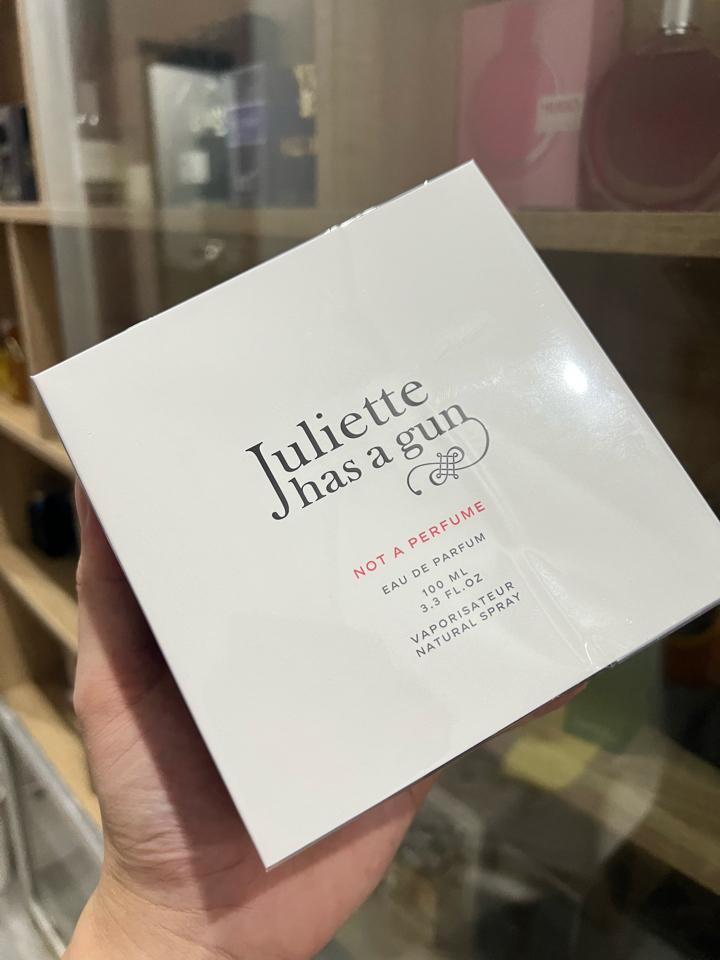 Juliette
has a gun
NOT A PERFUME
EAU DE PARFUM
100 ML
3.3 FL.OZ
VAPORISATEUR
NATURAL SPRAY